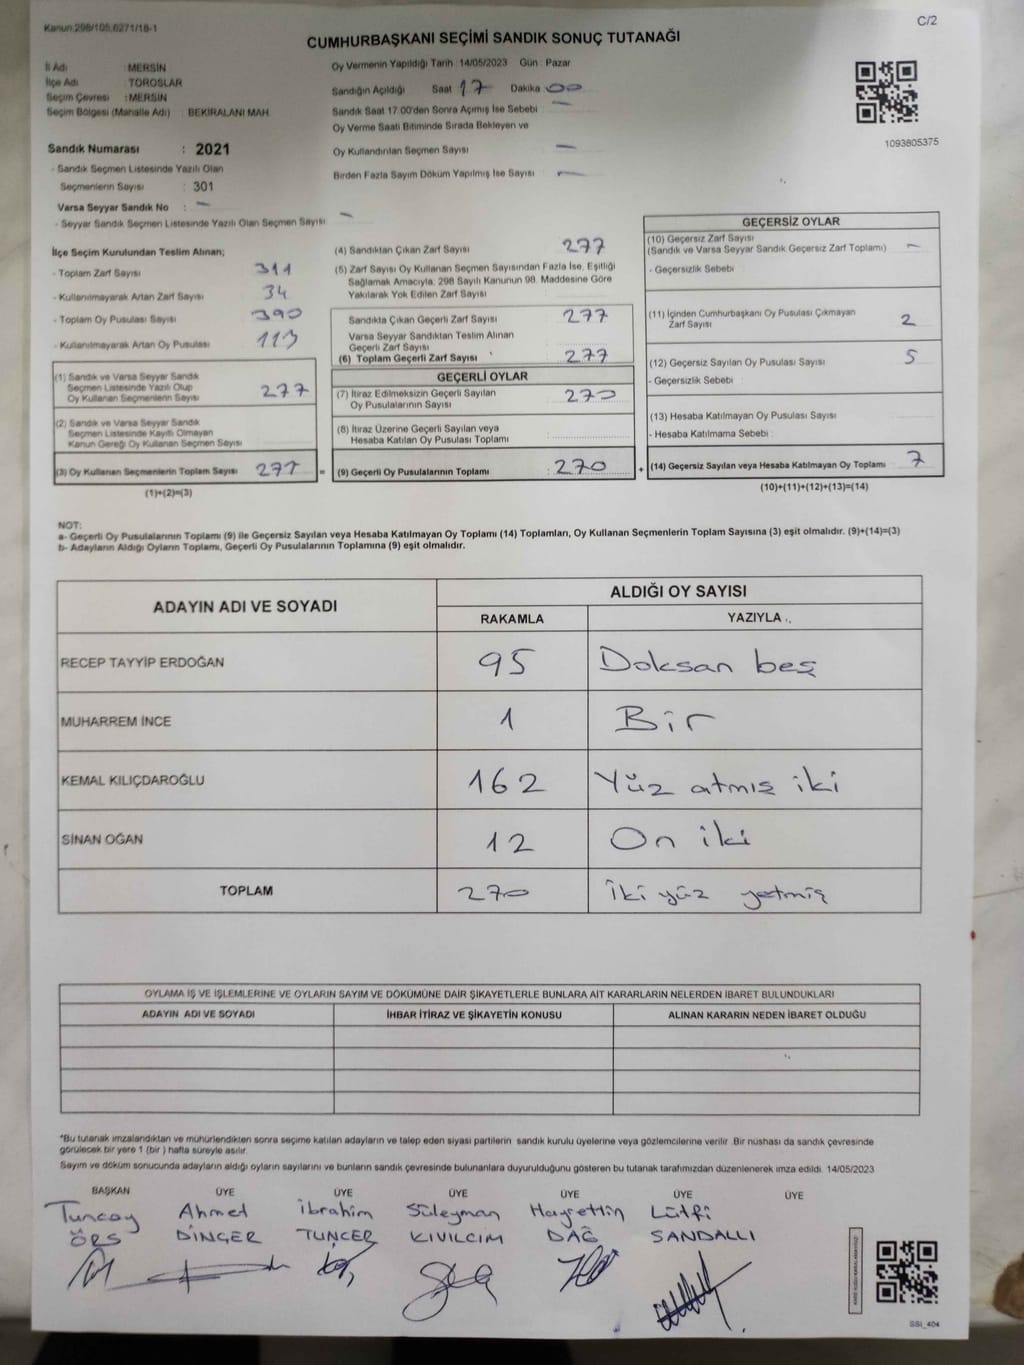 Kanun:298/105,6271/18-1
C/2
CUMHURBAŞKANI SEÇİMİ SANDIK SONUÇ TUTANAĞI
İl Adı : MERSİN
İlçe Adı : TOROSLAR
Seçim Çevresi : MERSİN
Seçim Bölgesi (Mahalle Adı) : BEKİRALANI MAH
Sandık Numarası : 2021
- Sandık Seçmen Listesinde Yazılı Olan
Seçmenlerin Sayısı : 301
Varsa Seyyar Sandık No : -
- Seyyar Sandık Seçmen Listesinde Yazılı Olan Seçmen Sayısı -
Oy Vermenin Yapıldığı Tarih : 14/05/2023 Gün : Pazar
Sandığın Açıldığı Saat 17 Dakika 00
Sandık Saat 17.00'den Sonra Açımış İse Sebebi -
Oy Verme Saati Bitiminde Sırada Bekleyen ve
Oy Kullandırılan Seçmen Sayısı -
Birden Fazla Sayım Döküm Yapılmış İse Sayısı -
1093805375
İlçe Seçim Kurulundan Teslim Alınan;
- Toplam Zarf Sayısı 311
- Kullanılmayarak Artan Zarf Sayısı 34
- Toplam Oy Pusulası Sayısı 390
- Kullanılmayarak Artan Oy Pusulası 113
(1) Sandık ve Varsa Seyyar Sandık
Seçmen Listesinde Yazılı Olup
Oy Kullanan Seçmenlerin Sayısı 277
(2) Sandık ve Varsa Seyyar Sandık
Seçmen Listesinde Kayıtlı Olmayan
Kanun Gereği Oy Kullanan Seçmen Sayısı
(3) Oy Kullanan Seçmenlerin Toplam Sayısı 277 =
(1)+(2)=(3)
(4) Sandıktan Çıkan Zarf Sayısı 277
(5) Zarf Sayısı Oy Kullanan Seçmen Sayısından Fazla İse, Eşitliği
Sağlamak Amacıyla; 298 Sayılı Kanunun 98. Maddesine Göre
Yakılarak Yok Edilen Zarf Sayısı
Sandıkta Çıkan Geçerli Zarf Sayısı 277
Varsa Seyyar Sandıktan Teslim Alınan
Geçerli Zarf Sayısı
(6) Toplam Geçerli Zarf Sayısı 277
GEÇERLİ OYLAR
(7) İtiraz Edilmeksizin Geçerli Sayılan
Oy Pusulalarının Sayısı 270
(8) İtiraz Üzerine Geçerli Sayılan veya
Hesaba Katılan Oy Pusulası Toplamı
(9) Geçerli Oy Pusulalarının Toplamı : 270 +
GEÇERSİZ OYLAR
(10) Geçersiz Zarf Sayısı
(Sandık ve Varsa Seyyar Sandık Geçersiz Zarf Toplamı) -
- Geçersizlik Sebebi
(11) İçinden Cumhurbaşkanı Oy Pusulası Çıkmayan
Zarf Sayısı 2
(12) Geçersiz Sayılan Oy Pusulası Sayısı 5
- Geçersizlik Sebebi :
(13) Hesaba Katılmayan Oy Pusulası Sayısı
- Hesaba Katılmama Sebebi
(14) Geçersiz Sayılan veya Hesaba Katılmayan Oy Toplamı 7
(10)+(11)+(12)+(13)=(14)
NOT:
a- Geçerli Oy Pusulalarının Toplamı (9) ile Geçersiz Sayılan veya Hesaba Katılmayan Oy Toplamı (14) Toplamları, Oy Kullanan Seçmenlerin Toplam Sayısına (3) eşit olmalıdır. (9)+(14)=(3)
b- Adayların Aldığı Oyların Toplamı, Geçerli Oy Pusulalarının Toplamına (9) eşit olmalıdır.
ADAYIN ADI VE SOYADI
ALDIĞI OY SAYISI
RAKAMLA YAZIYLA
RECEP TAYYİP ERDOĞAN 95 Doksan beş
MUHARREM İNCE 1 Bir
KEMAL KILIÇDAROĞLU 162 Yüz atmış iki
SİNAN OĞAN 12 On iki
TOPLAM 270 İki yüz yetmiş
OYLAMA İŞ VE İŞLEMLERİNE VE OYLARIN SAYIM VE DÖKÜMÜNE DAİR ŞİKAYETLERLE BUNLARA AİT KARARLARIN NELERDEN İBARET BULUNDUKLARI
ADAYIN ADI VE SOYADI İHBAR İTİRAZ VE ŞİKAYETİN KONUSU ALINAN KARARIN NEDEN İBARET OLDUĞU
*Bu tutanak imzalandıktan ve mühürlendikten sonra seçime katılan adayların ve talep eden siyasi partilerin sandık kurulu üyelerine veya gözlemcilerine verilir. Bir nüshası da sandık çevresinde
görülecek bir yere 1 (bir) hafta süreyle asılır.
Sayım ve döküm sonucunda adayların aldığı oyların sayılarını ve bunların sandık çevresinde bulunanlara duyurulduğunu gösteren bu tutanak tarafımızdan düzenlenerek imza edildi. 14/05/2023
BAŞKAN ÜYE ÜYE ÜYE ÜYE ÜYE ÜYE
Tuncay Ahmet İbrahim Süleyman Hayrettin Lütfi
ÖRS DİNÇER TUNÇER KIVILCIM DAĞ SANDALLI
SSI_404